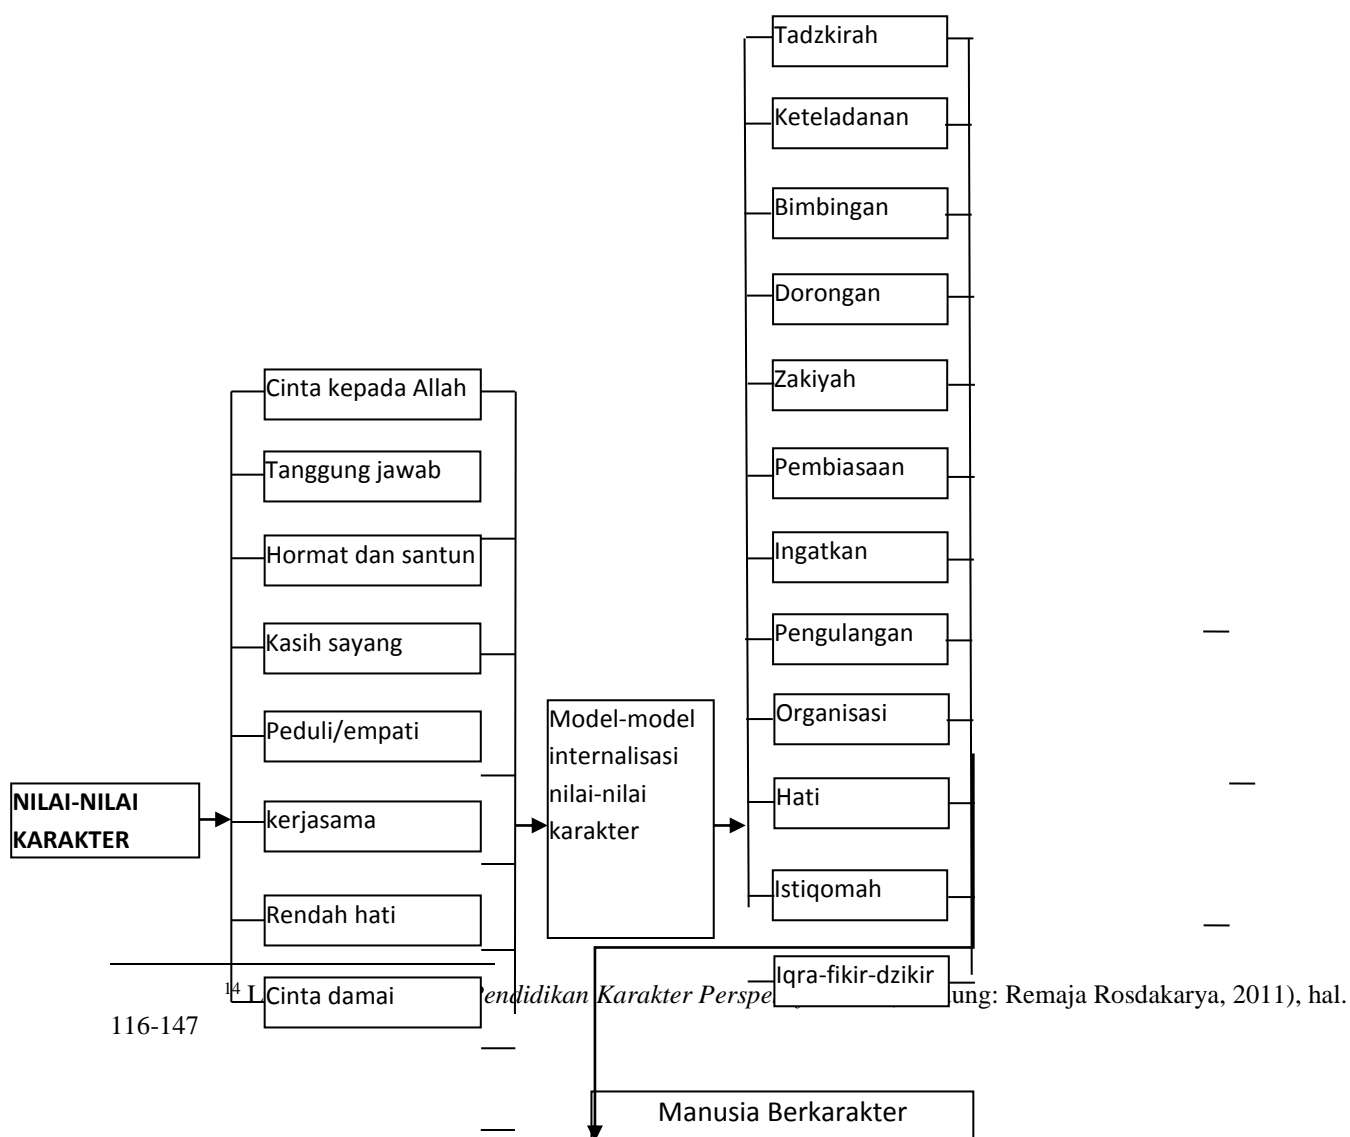 NILAI-NILAI
KARAKTER
Cinta kepada Allah
Tanggung jawab
Hormat dan santun
Kasih sayang
Peduli/empati
kerjasama
Rendah hati
Cinta damai
Model-model
internalisasi
nilai-nilai
karakter
Tadzkirah
Keteladanan
Bimbingan
Dorongan
Zakiyah
Pembiasaan
Ingatkan
Pengulangan
Organisasi
Hati
Istiqomah
Iqra-fikir-dzikir
Manusia Berkarakter
14 Pendidikan Karakter Remaja Rosdakarya, 2011), hal.
116-147